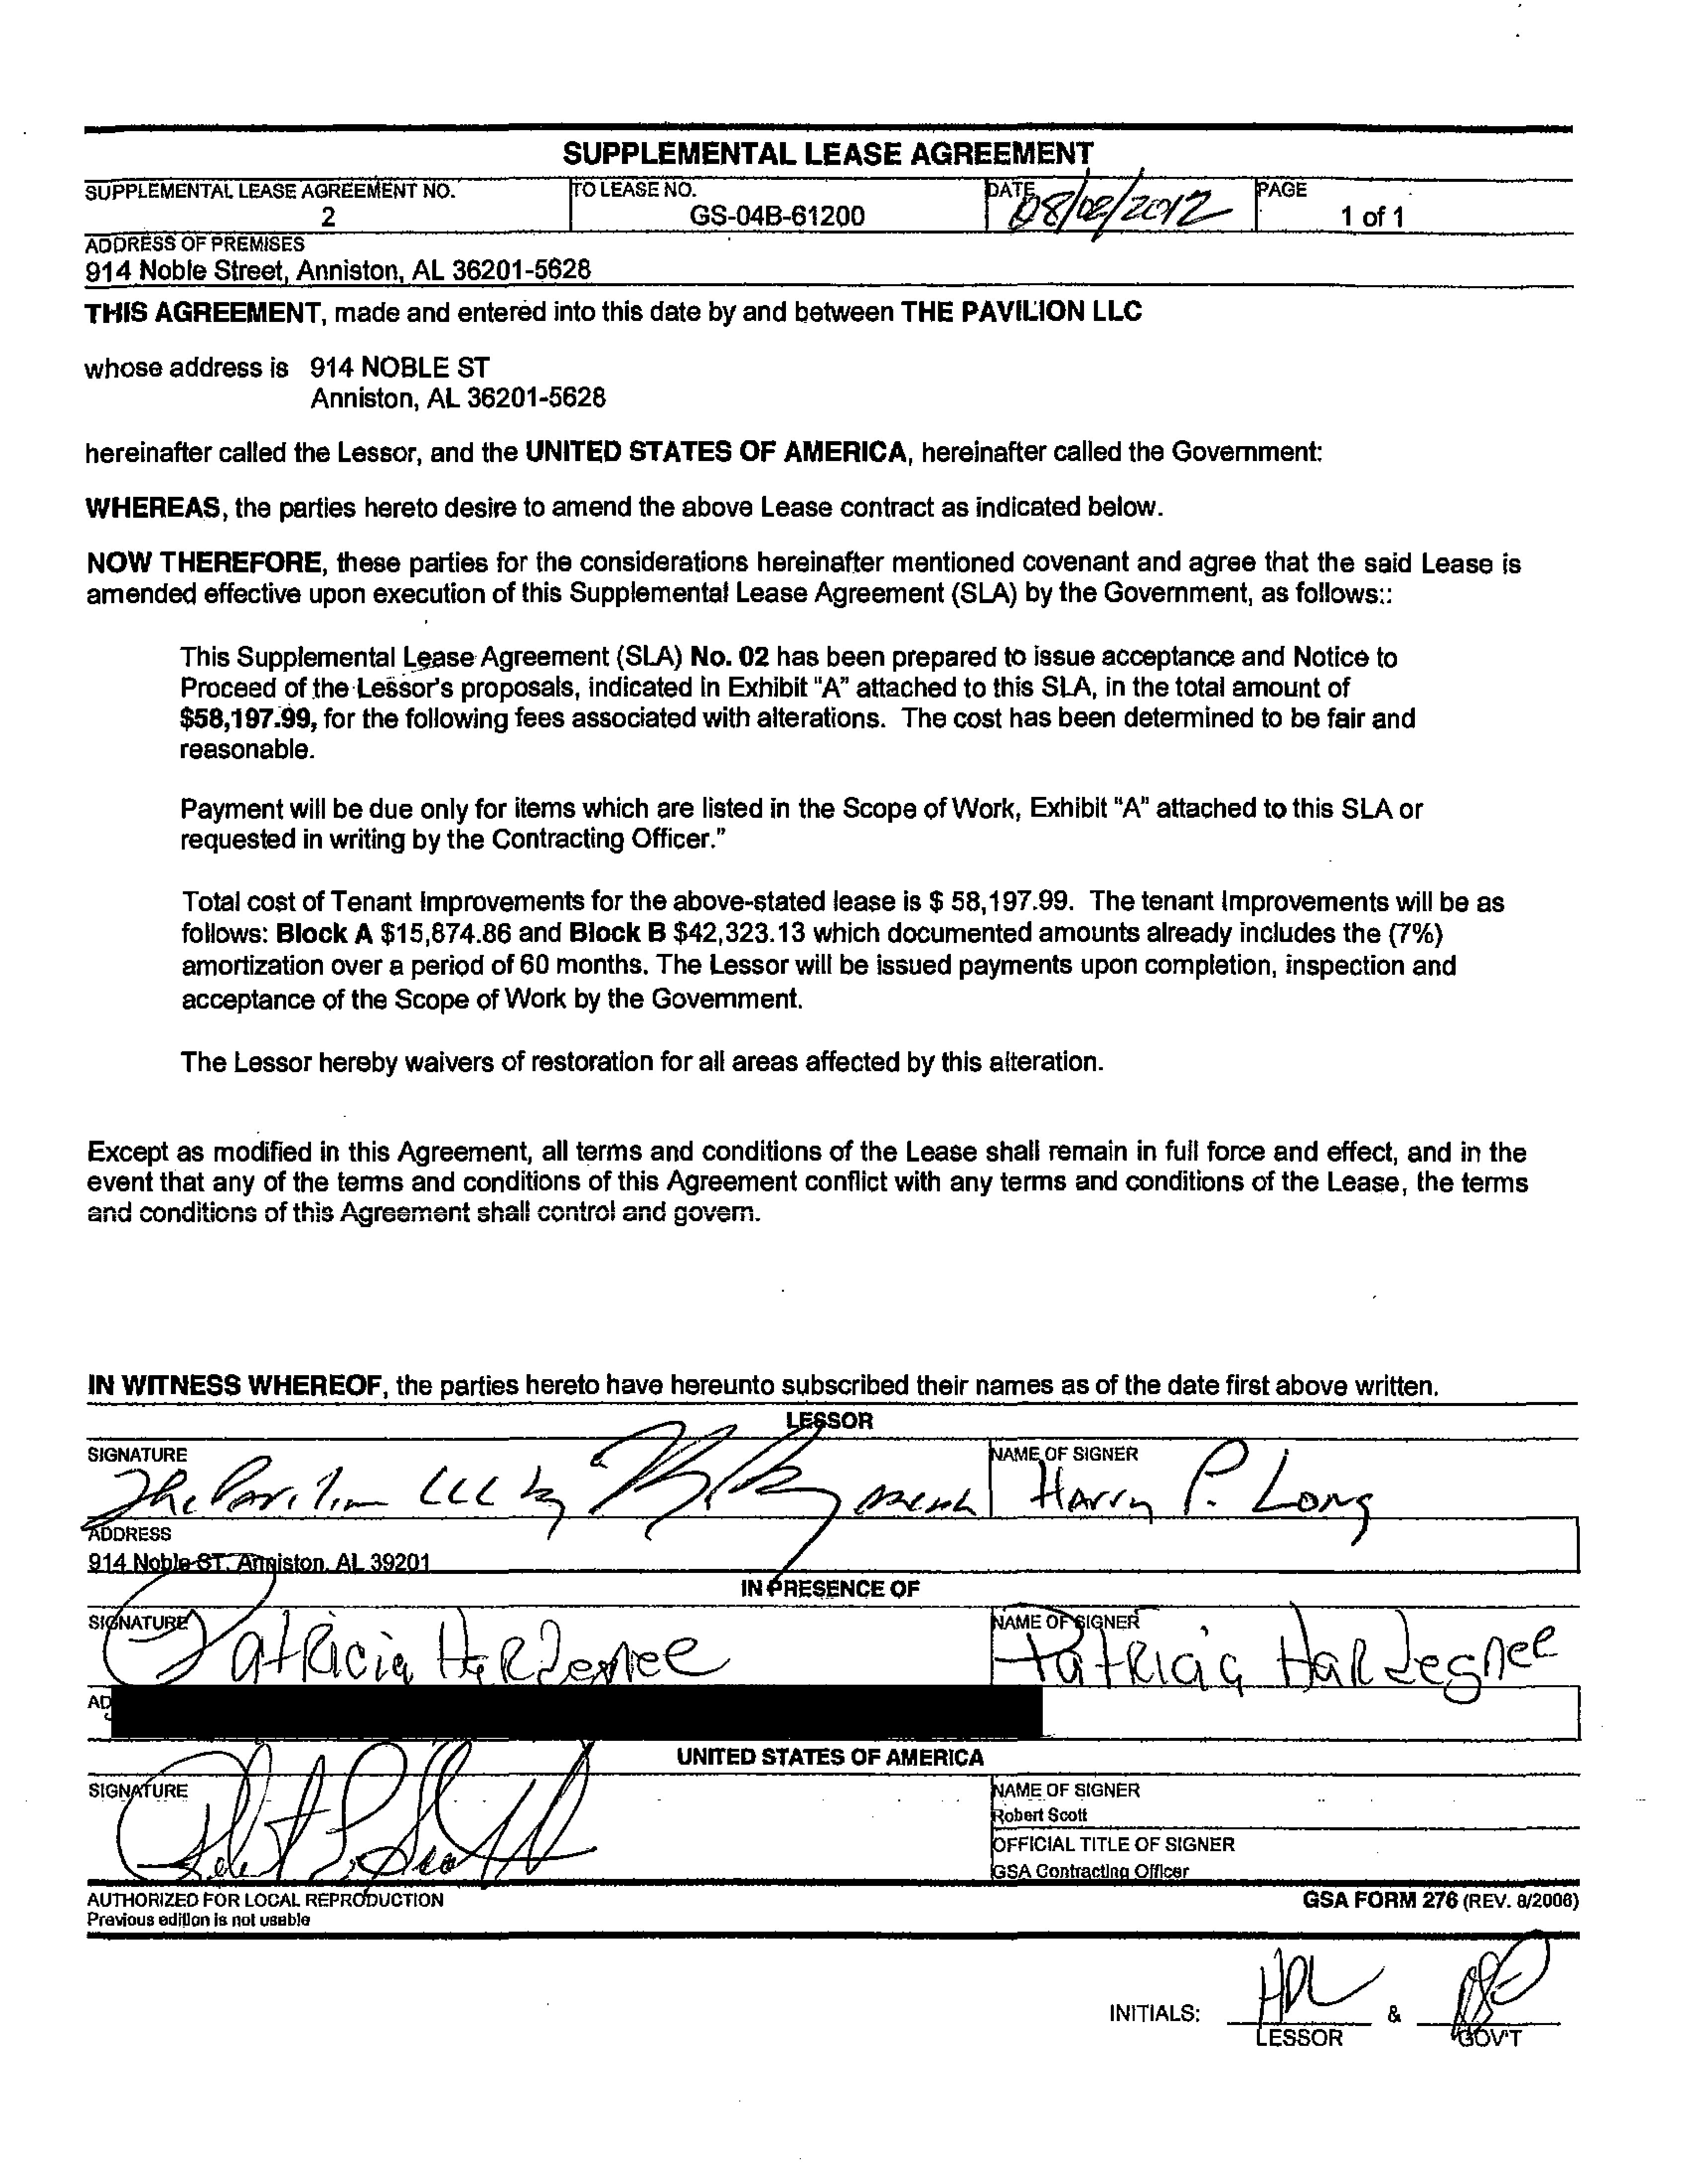 SUPPLEMENTAL LEASE AGREEMENT
SUPPLEMENTAL LEASE AGREEMENT NO.
2
TO LEASE NO.
GS-04B-61200
DATE
PAGE
1 of 1
ADDRESS OF PREMISES
914 Noble Street, Anniston, AL 36201-5628
THIS AGREEMENT, made and entered into this date by and between THE PAVILION LLC
whose address is 914 NOBLE ST
Anniston, AL 36201-5628
hereinafter called the Lessor, and the UNITED STATES OF AMERICA, hereinafter called the Government:
WHEREAS, the parties hereto desire to amend the above Lease contract as indicated below.
NOW THEREFORE, these parties for the considerations hereinafter mentioned covenant and agree that the said Lease is
amended effective upon execution of this Supplemental Lease Agreement (SLA) by the Government, as follows::
This Supplemental Lease Agreement (SLA) No. 02 has been prepared to issue acceptance and Notice to
Proceed of the Lessor's proposals, indicated in Exhibit "A" attached to this SLA, in the total amount of
$58,197.99, for the following fees associated with alterations. The cost has been determined to be fair and
reasonable.
Payment will be due only for items which are listed in the Scope of Work, Exhibit "A" attached to this SLA or
requested in writing by the Contracting Officer."
Total cost of Tenant Improvements for the above-stated lease is $ 58,197.99. The tenant Improvements will be as
follows: Block A $15,874.86 and Block B $42,323.13 which documented amounts already includes the (7%)
amortization over a period of 60 months. The Lessor will be issued payments upon completion, inspection and
acceptance of the Scope of Work by the Government.
The Lessor hereby waivers of restoration for all areas affected by this alteration.
Except as modified in this Agreement, all terms and conditions of the Lease shall remain in full force and effect, and in the
event that any of the terms and conditions of this Agreement conflict with any terms and conditions of the Lease, the terms
and conditions of this Agreement shall control and govern.
IN WITNESS WHEREOF, the parties hereto have hereunto subscribed their names as of the date first above written.
LESSOR
SIGNATURE
The Pavilion LLC by
NAME OF SIGNER
Harry P. Long
ADDRESS
914 Noble ST. Anniston, AL 39201
IN PRESENCE OF
SIGNATURE
Patricia Hardegree
NAME OF SIGNER
Patricia Hardegree
UNITED STATES OF AMERICA
SIGNATURE
NAME OF SIGNER
Robert Scott
OFFICIAL TITLE OF SIGNER
GSA Contracting Officer
AUTHORIZED FOR LOCAL REPRODUCTION
Previous edition is not usable
GSA FORM 276 (REV. 8/2006)
INITIALS:
HPL
&
LESSOR
GOV'T